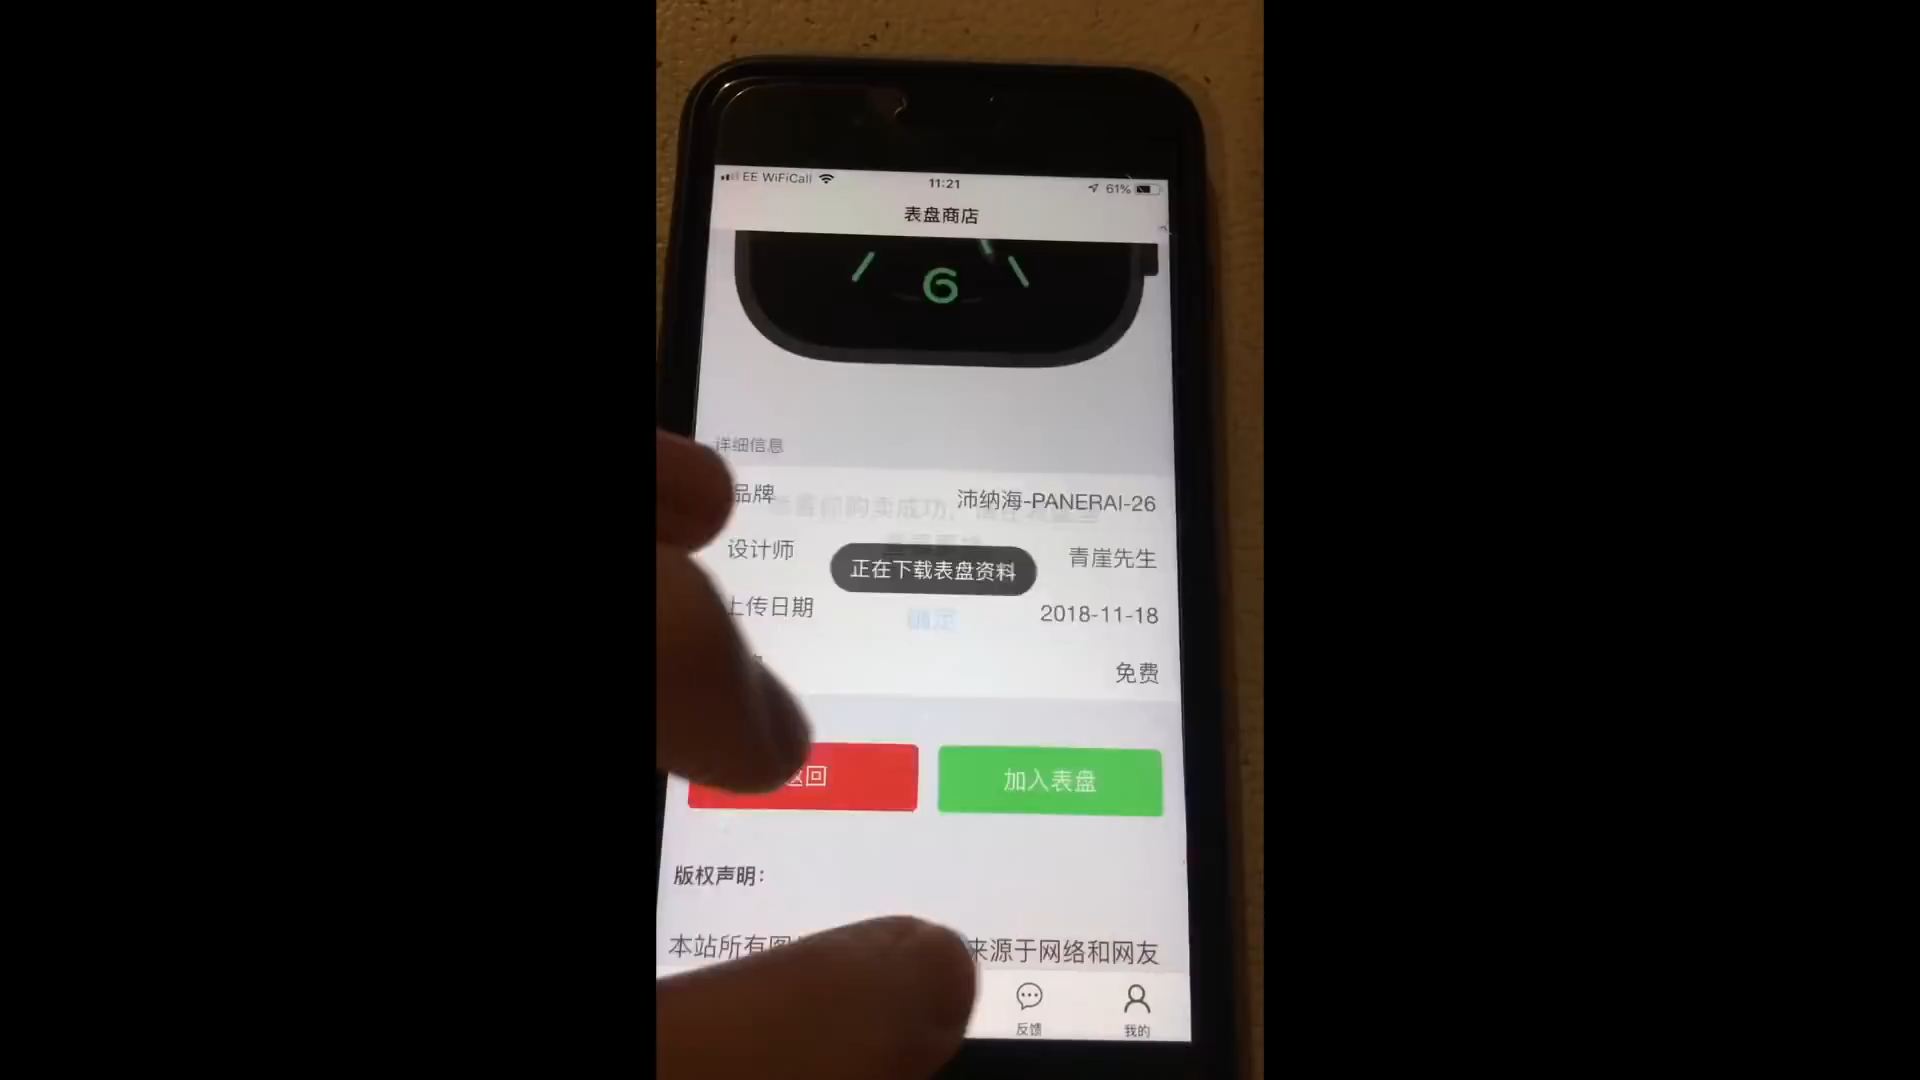 EE WiFiCall 11:21 61%
表盘商店
6
详细信息
品牌 沛纳海-PANERAI-26
设计师 青崖先生
正在下载表盘资料
确定
上传日期 2018-11-18
免费
返回 加入表盘
版权声明：
本站所有 来源于网络和网友
反馈 我的